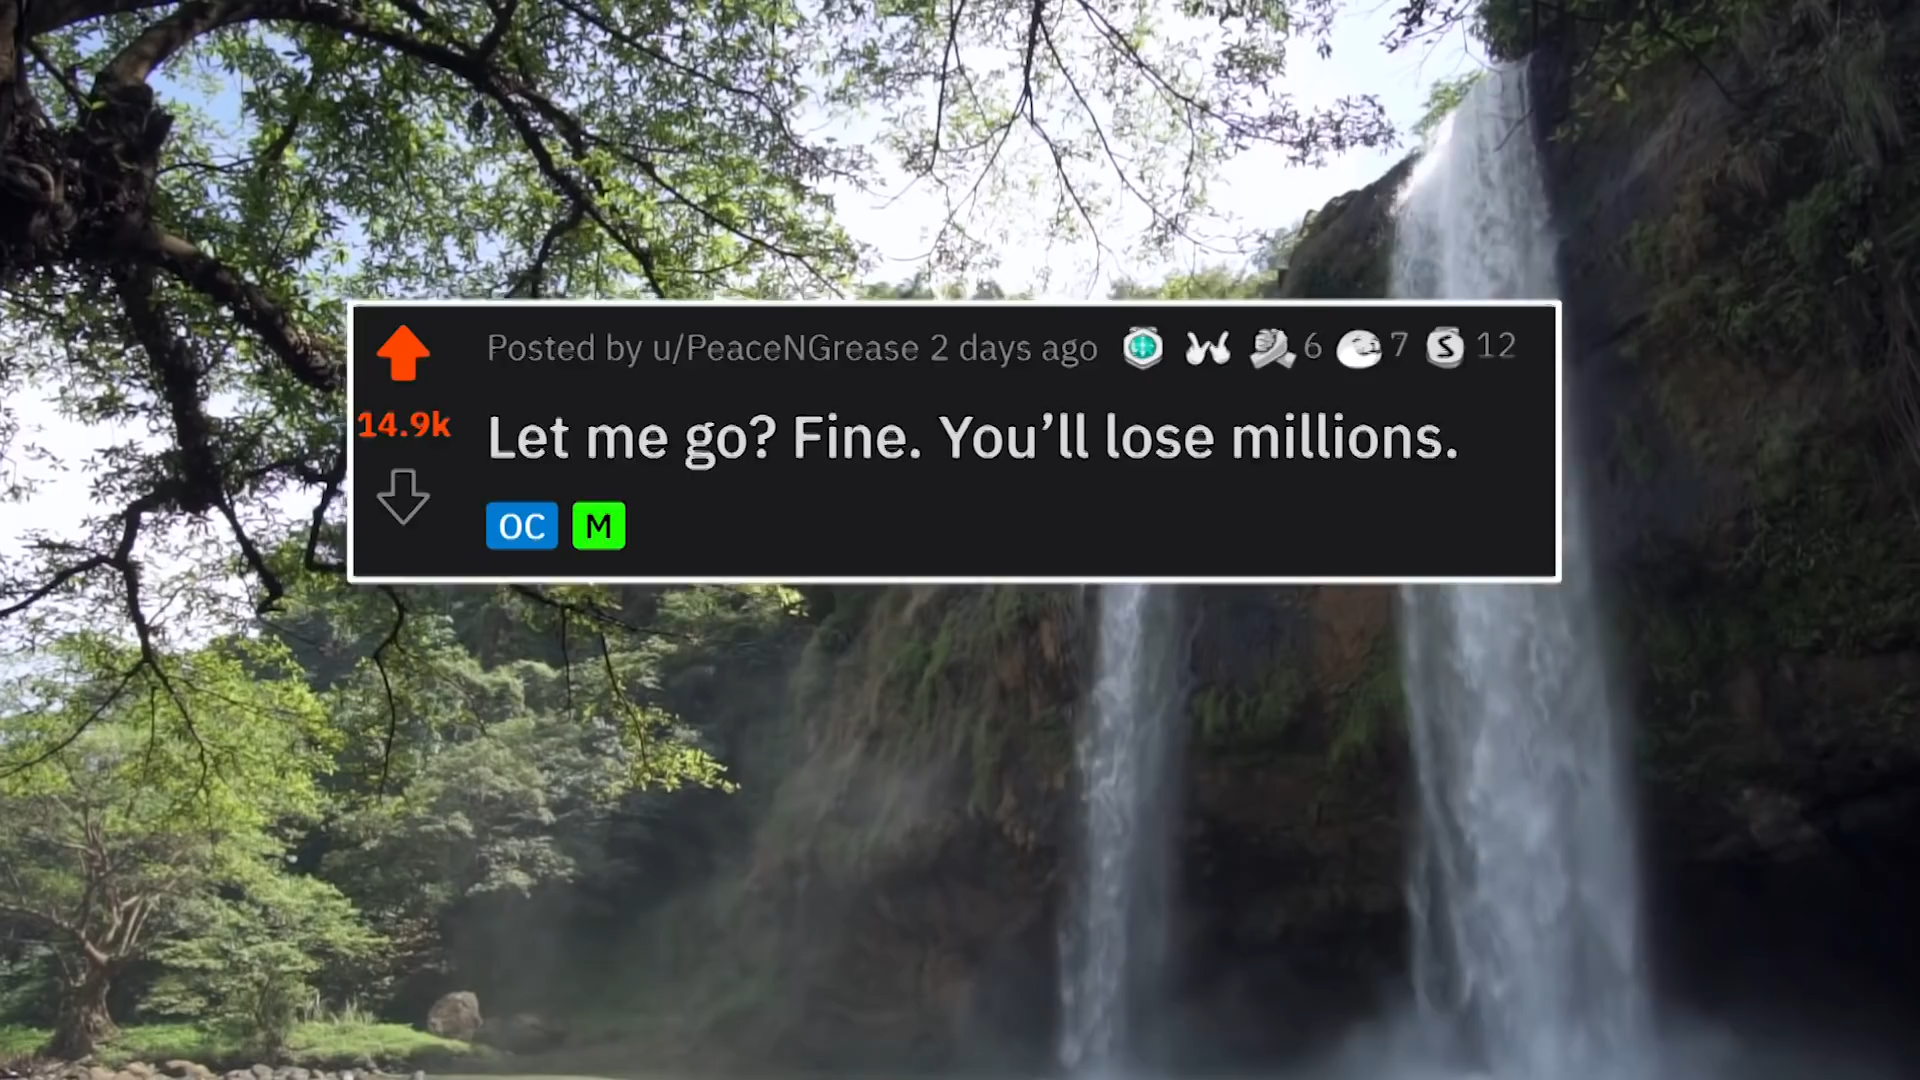 Posted by u/PeaceNGrease 2 days ago 6 7 S 12
14.9k
Let me go? Fine. You’ll lose millions.
OC M